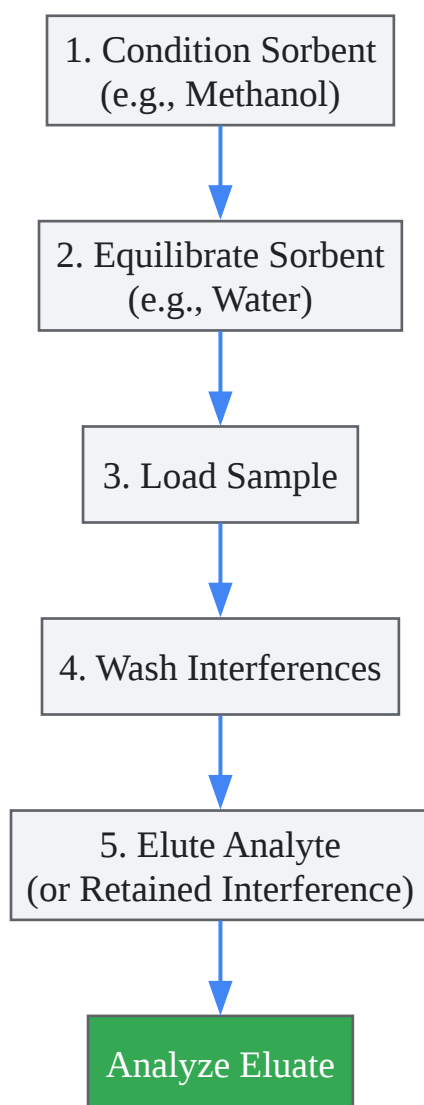 1. Condition Sorbent
(e.g., Methanol)
2. Equilibrate Sorbent
(e.g., Water)
3. Load Sample
4. Wash Interferences
5. Elute Analyte
(or Retained Interference)
Analyze Eluate